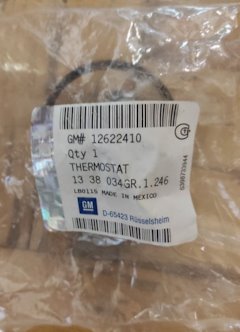 GM# 12622410
Qty 1
THERMOSTAT
13 38 034GR.1.246
LB0115 MADE IN MEXICO
GM
D-65423 Rüsselsheim